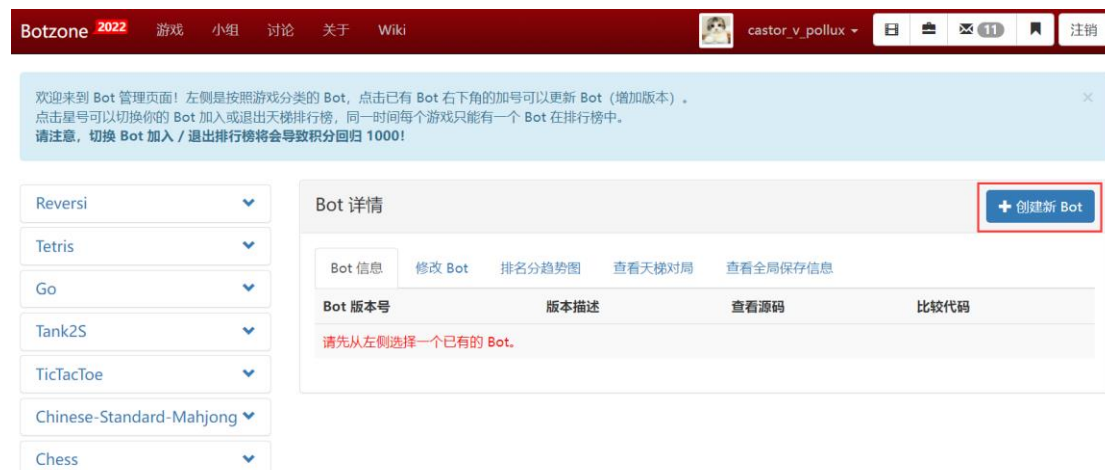 Botzone 2022 游戏 小组 讨论 关于 Wiki castor_v_pollux 11 注销
欢迎来到 Bot 管理页面！左侧是按照游戏分类的 Bot，点击已有 Bot 右下角的加号可以更新 Bot（增加版本）。
点击星号可以切换你的 Bot 加入或退出天梯排行榜，同一时间每个游戏只能有一个 Bot 在排行榜中。
请注意，切换 Bot 加入 / 退出排行榜将会导致积分回归 1000!
Reversi
Tetris
Go
Tank2S
TicTacToe
Chinese-Standard-Mahjong
Chess
Bot 详情
创建新 Bot
Bot 信息 修改 Bot 排名分趋势图 查看天梯对局 查看全局保存信息
Bot 版本号 版本描述 查看源码 比较代码
请先从左侧选择一个已有的 Bot。